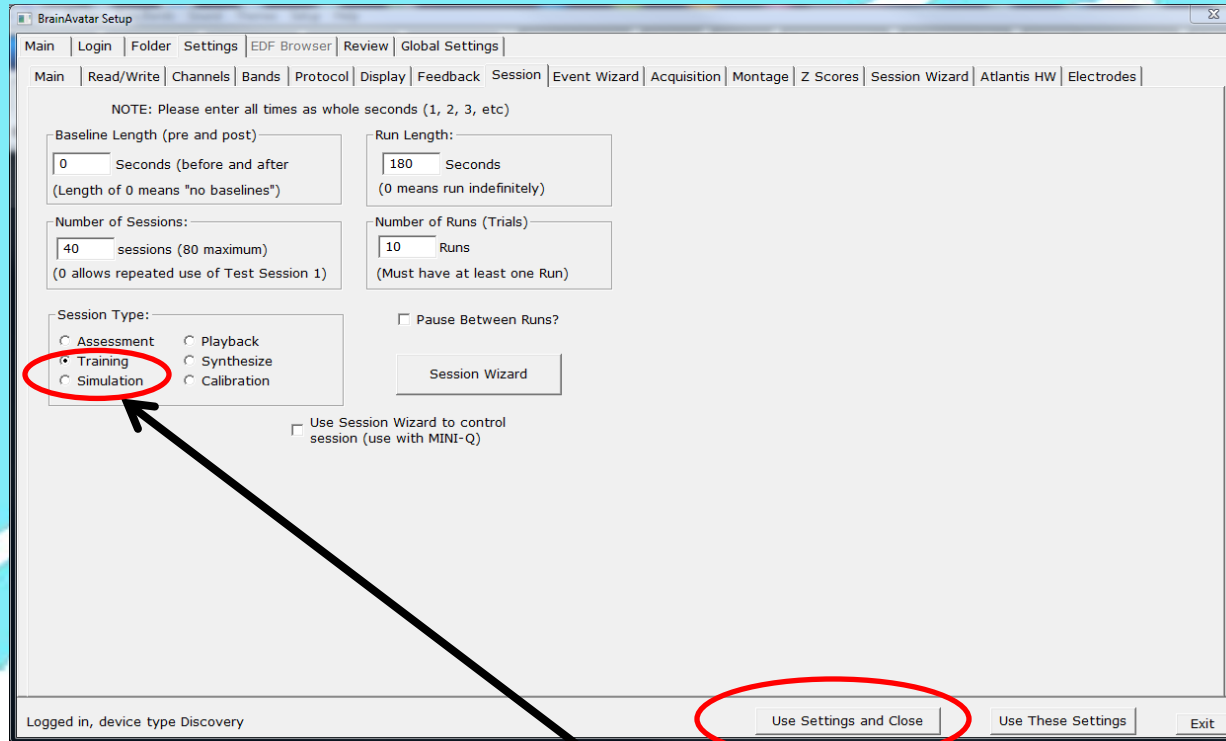 BrainAvatar Setup
Main Login Folder Settings EDF Browser Review Global Settings
Main Read/Write Channels Bands Protocol Display Feedback Session Event Wizard Acquisition Montage Z Scores Session Wizard Atlantis HW Electrodes
NOTE: Please enter all times as whole seconds (1, 2, 3, etc)
Baseline Length (pre and post)
0 Seconds (before and after
(Length of 0 means "no baselines")
Run Length:
180 Seconds
(0 means run indefinitely)
Number of Sessions:
40 sessions (80 maximum)
(0 allows repeated use of Test Session 1)
Number of Runs (Trials)
10 Runs
(Must have at least one Run)
Session Type:
Assessment Playback
Training Synthesize
Simulation Calibration
Pause Between Runs?
Session Wizard
Use Session Wizard to control
session (use with MINI-Q)
Logged in, device type Discovery
Use Settings and Close
Use These Settings
Exit